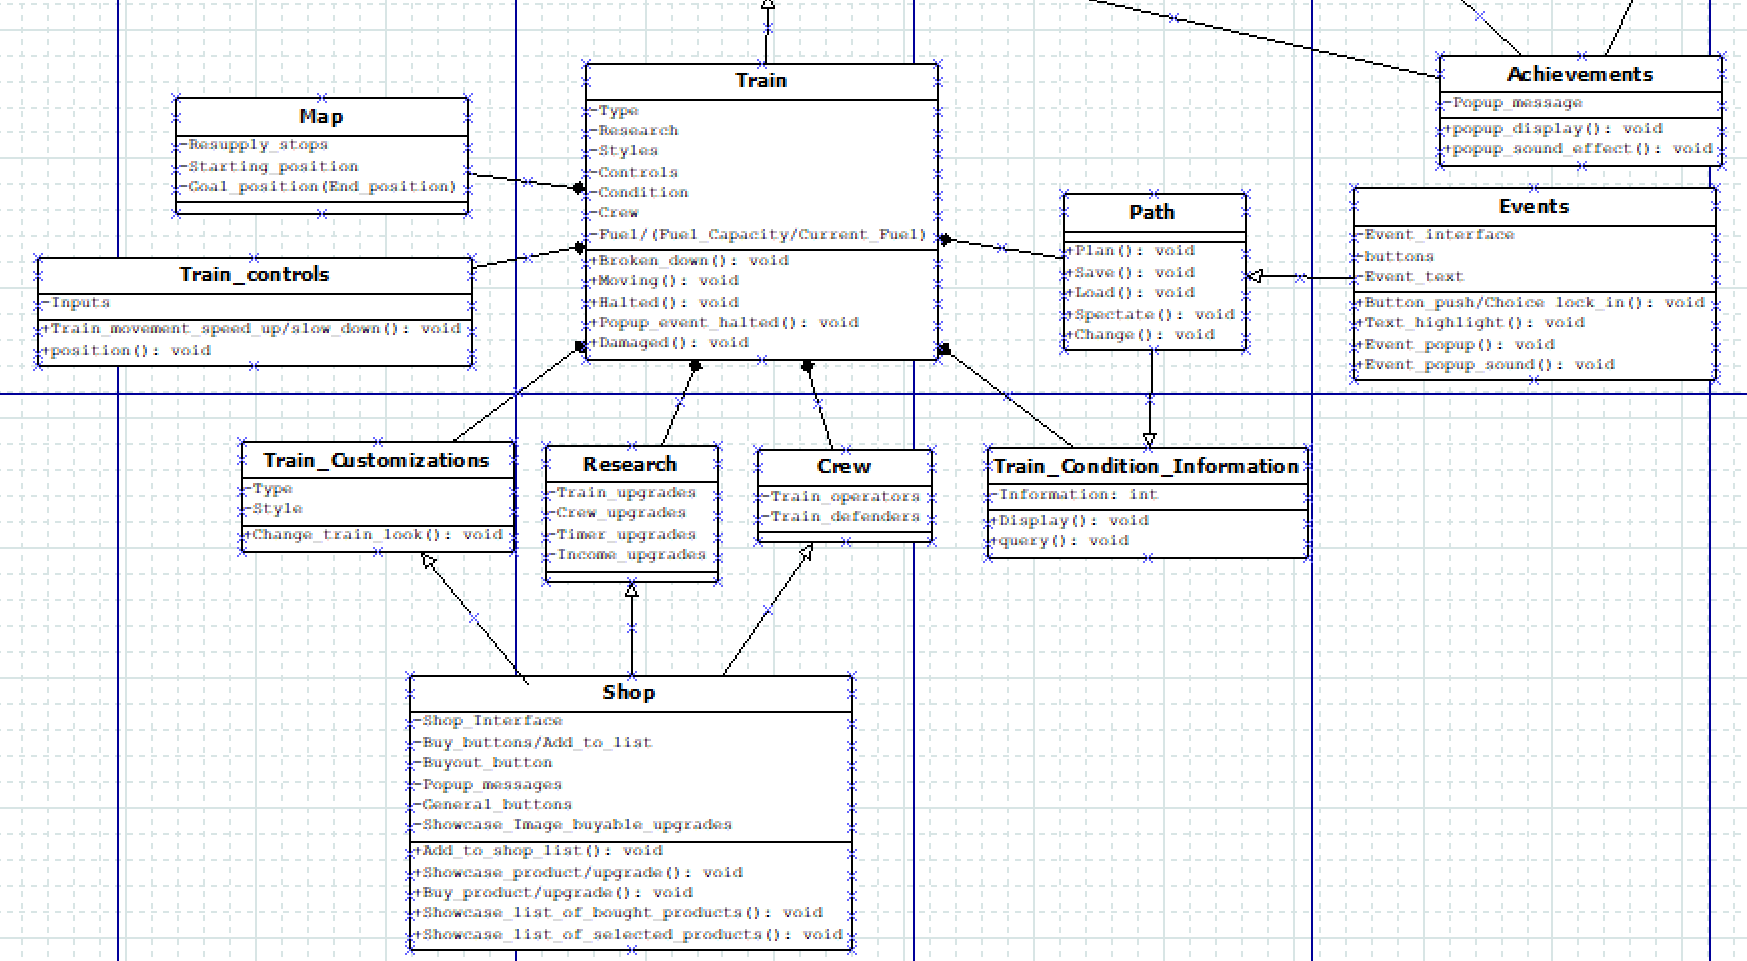 Train
-Type
-Research
-Styles
-Controls
-Condition
-Crew
-Fuel/(Fuel_Capacity/Current_Fuel)
+Broken_down(): void
+Moving(): void
+Halted(): void
+Popup_event_halted(): void
+Damaged(): void
Map
-Resupply_stops
-Starting_position
-Goal_position(End_position)
Train_controls
-Inputs
+Train_movement_speed_up/slow_down(): void
+position(): void
Path
+Plan(): void
+Save(): void
+Load(): void
+Spectate(): void
+Change(): void
Achievements
-Popup_message
+popup_display(): void
+popup_sound_effect(): void
Events
-Event_interface
-buttons
-Event_text
+Button_push/Choice_lock_in(): void
+Text_highlight(): void
+Event_popup(): void
+Event_popup_sound(): void
Train_Customizations
-Type
-Style
+Change_train_look(): void
Research
-Train_upgrades
-Crew_upgrades
-Timer_upgrades
-Income_upgrades
Crew
-Train_operators
-Train_defenders
Train_Condition_Information
-Information: int
+Display(): void
+query(): void
Shop
-Shop_Interface
-Buy_buttons/Add_to_list
-Buyout_button
-Popup_messages
-General_buttons
-Showcase_Image_buyable_upgrades
+Add_to_shop_list(): void
+Showcase_product/upgrade(): void
+Buy_product/upgrade(): void
+Showcase_list_of_bought_products(): void
+Showcase_list_of_selected_products(): void